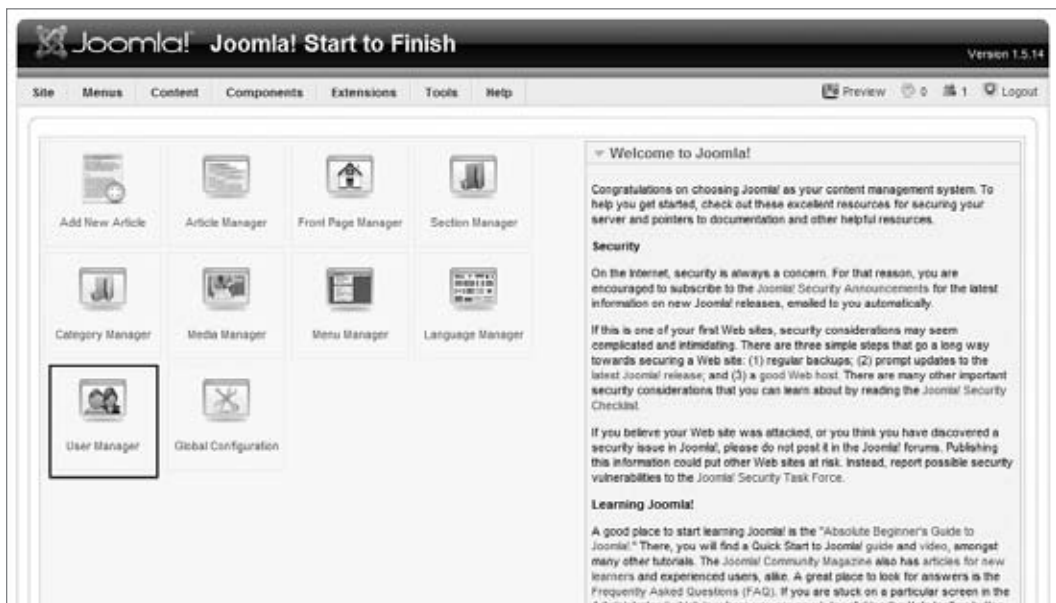 Joomla! Joomla! Start to Finish
Version 1.5.14
Site Menus Content Components Extensions Tools Help
Preview 0 1 Logout
Add New Article Article Manager Front Page Manager Section Manager
Category Manager Media Manager Menu Manager Language Manager
User Manager Global Configuration
Welcome to Joomla!
Congratulations on choosing Joomla! as your content management system. To
help you get started, check out these excellent resources for securing your
server and pointers to documentation and other helpful resources.
Security
On the Internet, security is always a concern. For that reason, you are
encouraged to subscribe to the Joomla! Security Announcements for the latest
information on new Joomla! releases, emailed to you automatically.
If this is one of your first Web sites, security considerations may seem
complicated and intimidating. There are three simple steps that go a long way
towards securing a Web site: (1) regular backups; (2) prompt updates to the
latest Joomla! release; and (3) a good Web host. There are many other important
security considerations that you can learn about by reading the Joomla! Security
Checklist.
If you believe your Web site was attacked, or you think you have discovered a
security issue in Joomla!, please do not post it in the Joomla! forums. Publishing
this information could put other Web sites at risk. Instead, report possible security
vulnerabilities to the Joomla! Security Task Force.
Learning Joomla!
A good place to start learning Joomla! is the "Absolute Beginner's Guide to
Joomla!." There, you will find a Quick Start to Joomla! guide and video, amongst
many other tutorials. The Joomla! Community Magazine also has articles for new
learners and experienced users, alike. A great place to look for answers is the
Frequently Asked Questions (FAQ). If you are stuck on a particular screen in the